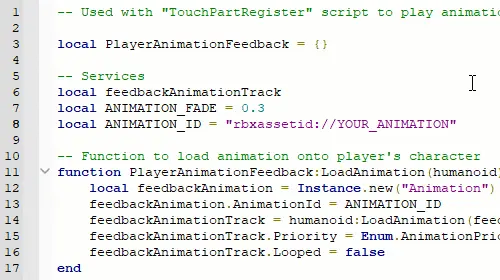 1 -- Used with "TouchPartRegister" script to play
2
3 local PlayerAnimationFeedback = {}
4
5 -- Services
6 local feedbackAnimationTrack
7 local ANIMATION_FADE = 0.3
8 local ANIMATION_ID = "rbxassetid://YOUR_ANIMATION"
9
10 -- Function to load animation onto player's character
11 function PlayerAnimationFeedback:LoadAnimation(humanoid)
12 local feedbackAnimation = Instance.new("Animation")
13 feedbackAnimation.AnimationId = ANIMATION_ID
14 feedbackAnimationTrack = humanoid:LoadAnimation(feed
15 feedbackAnimationTrack.Priority = Enum.AnimationPrio
16 feedbackAnimationTrack.Looped = false
17 end